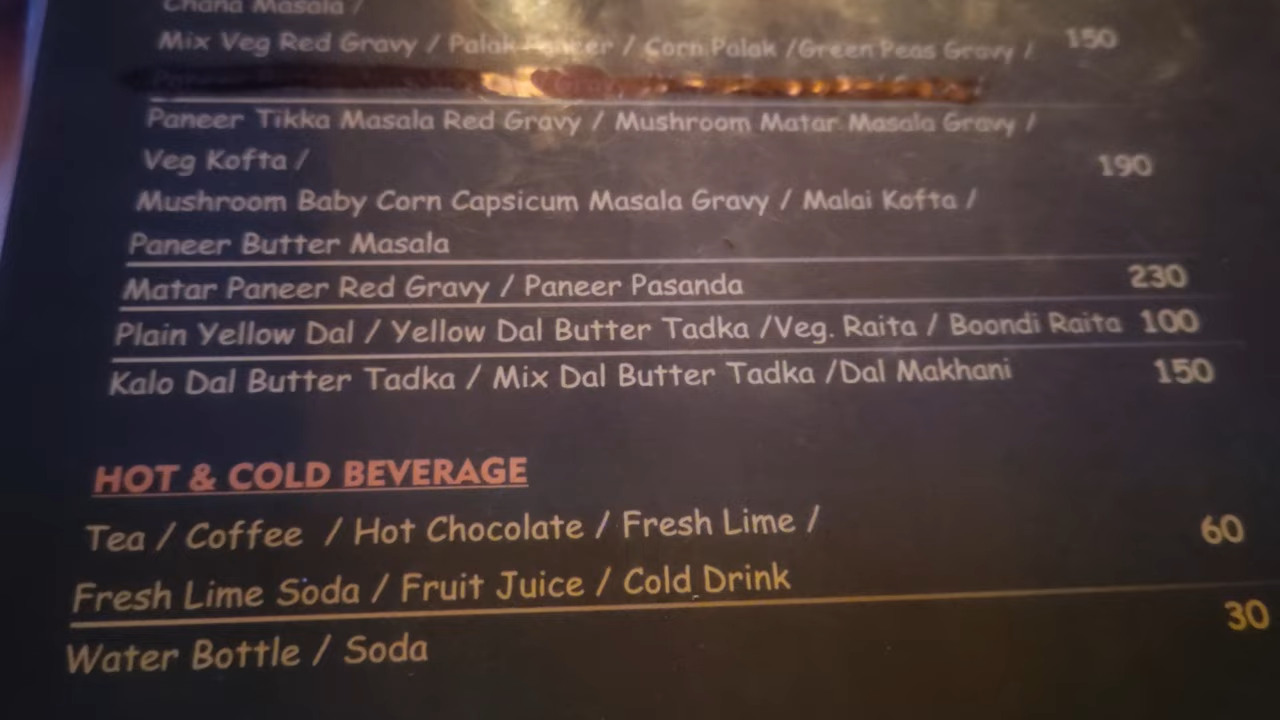 Chana Masala /
Mix Veg Red Gravy / Palak Paneer / Corn Palak /Green Peas Gravy / 150
Paneer Tikka Masala Red Gravy / Mushroom Matar Masala Gravy /
Veg Kofta / 190
Mushroom Baby Corn Capsicum Masala Gravy / Malai Kofta /
Paneer Butter Masala
Matar Paneer Red Gravy / Paneer Pasanda 230
Plain Yellow Dal / Yellow Dal Butter Tadka /Veg. Raita / Boondi Raita 100
Kalo Dal Butter Tadka / Mix Dal Butter Tadka /Dal Makhani 150
HOT & COLD BEVERAGE
Tea / Coffee / Hot Chocolate / Fresh Lime / 60
Fresh Lime Soda / Fruit Juice / Cold Drink
Water Bottle / Soda 30